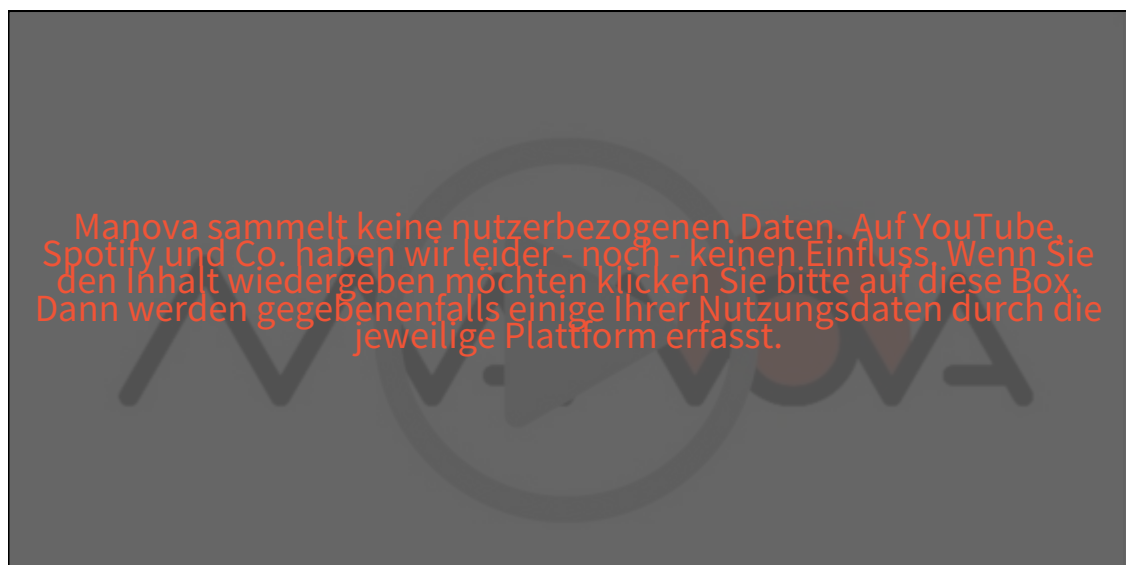 Manova sammelt keine nutzerbezogenen Daten. Auf YouTube,
Spotify und Co. haben wir leider - noch - keinen Einfluss. Wenn Sie
den Inhalt wiedergeben möchten klicken Sie bitte auf diese Box.
Dann werden gegebenenfalls einige Ihrer Nutzungsdaten durch die
jeweilige Plattform erfasst.
MANOVA